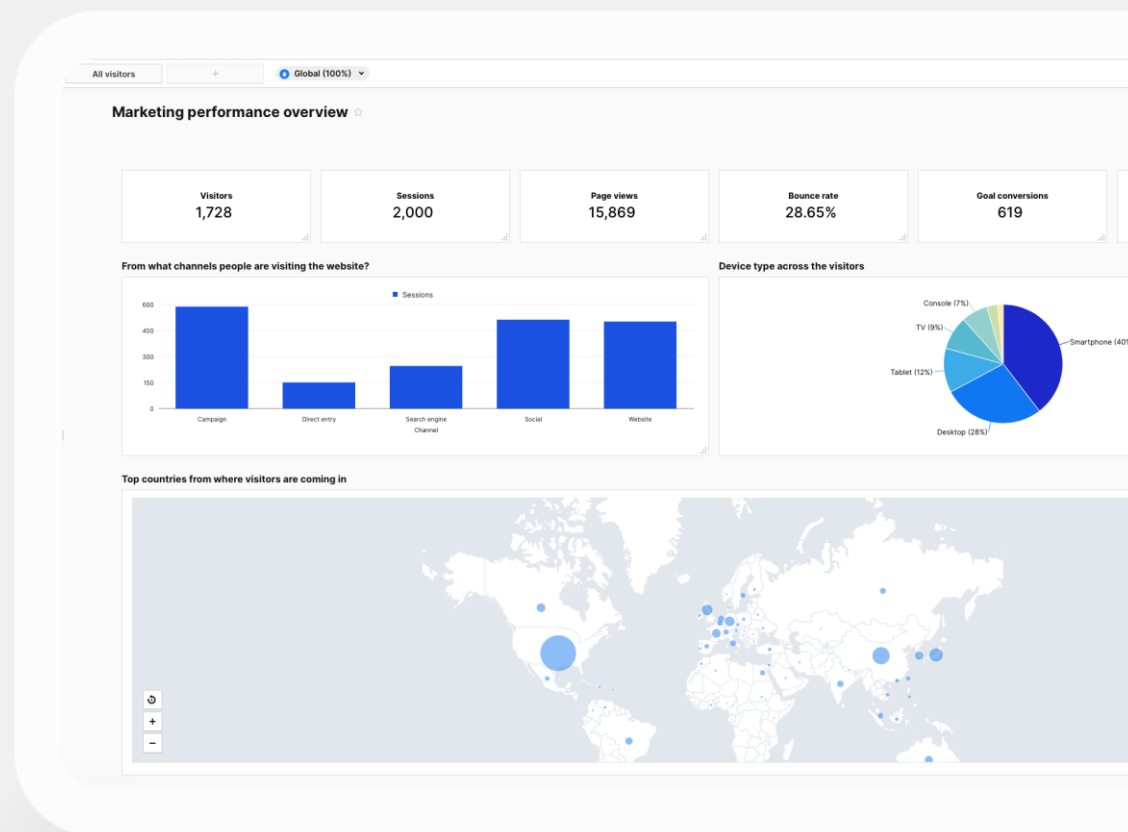 All visitors
+
Global (100%)
Marketing performance overview
Visitors
1,728
Sessions
2,000
Page views
15,869
Bounce rate
28.65%
Goal conversions
619
From what channels people are visiting the website?
Sessions
600
450
300
150
0
Campaign
Direct entry
Search engine
Social
Website
Channel
Device type across the visitors
Console (7%)
TV (9%)
Smartphone (40%
Tablet (12%)
Desktop (28%)
Top countries from where visitors are coming in
+
−